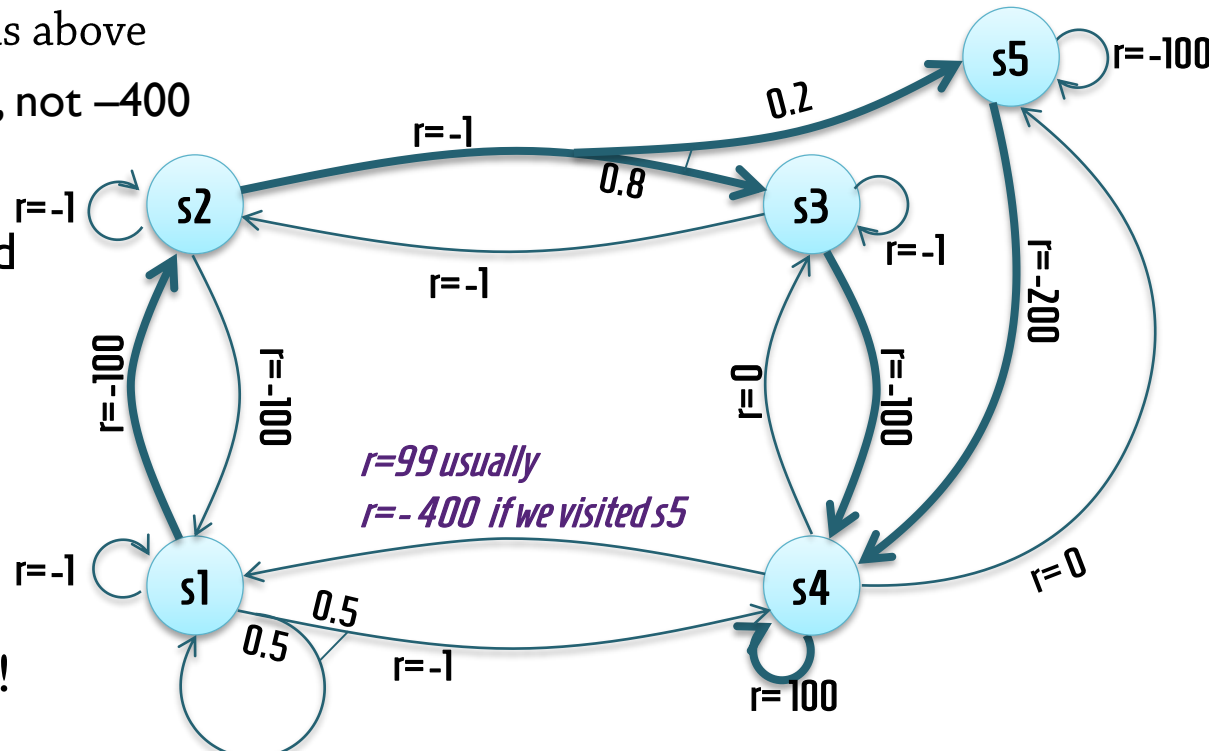 is above
, not –400
d
!
s5
r= -100
0.2
r= -1
0.8
s2
r= -1
s3
r= -1
r= -1
r= -200
r= -100
r= -100
r= 0
r= -100
r=99 usually
r= - 400 if we visited s5
s1
r= -1
0.5
0.5
r= -1
s4
r= 0
r= 100